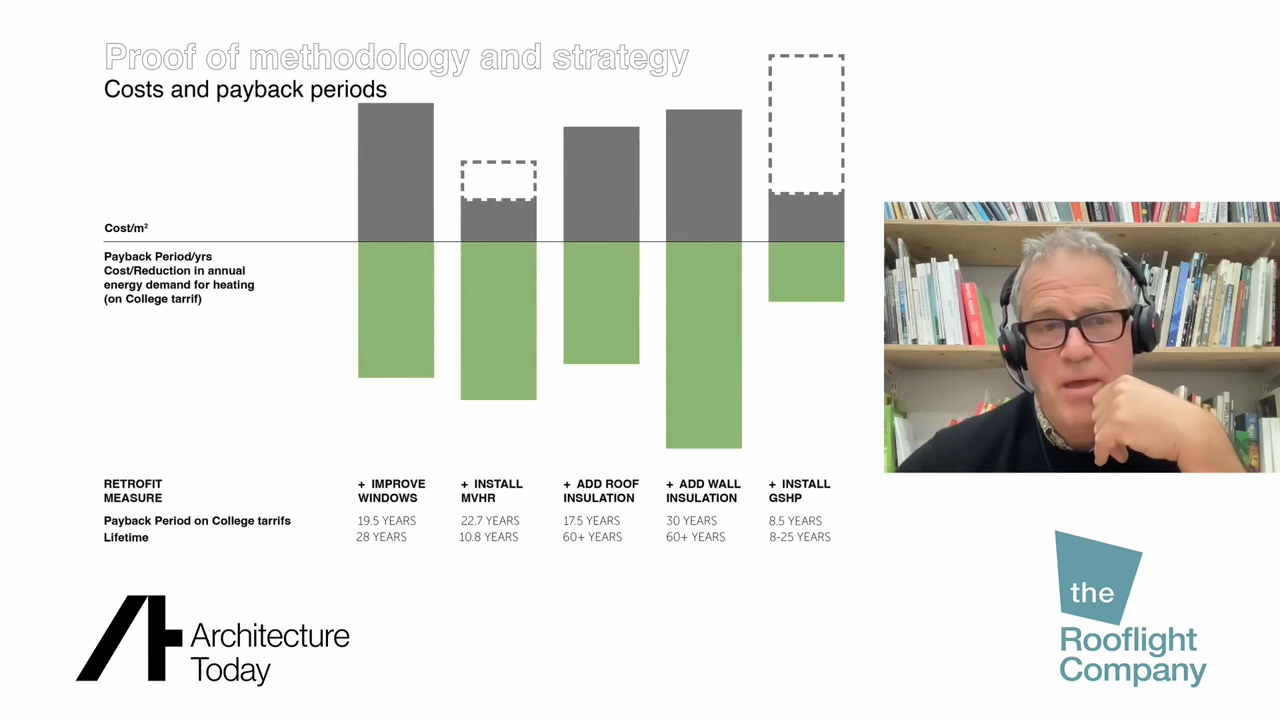 Proof of methodology and strategy
Costs and payback periods
Cost/m²
Payback Period/yrs
Cost/Reduction in annual
energy demand for heating
(on College tarrif)
RETROFIT
MEASURE
+ IMPROVE
WINDOWS
+ INSTALL
MVHR
+ ADD ROOF
INSULATION
+ ADD WALL
INSULATION
+ INSTALL
GSHP
Payback Period on College tarrifs
19.5 YEARS
22.7 YEARS
17.5 YEARS
30 YEARS
8.5 YEARS
Lifetime
28 YEARS
10.8 YEARS
60+ YEARS
60+ YEARS
8-25 YEARS
Architecture
Today
the
Rooflight
Company